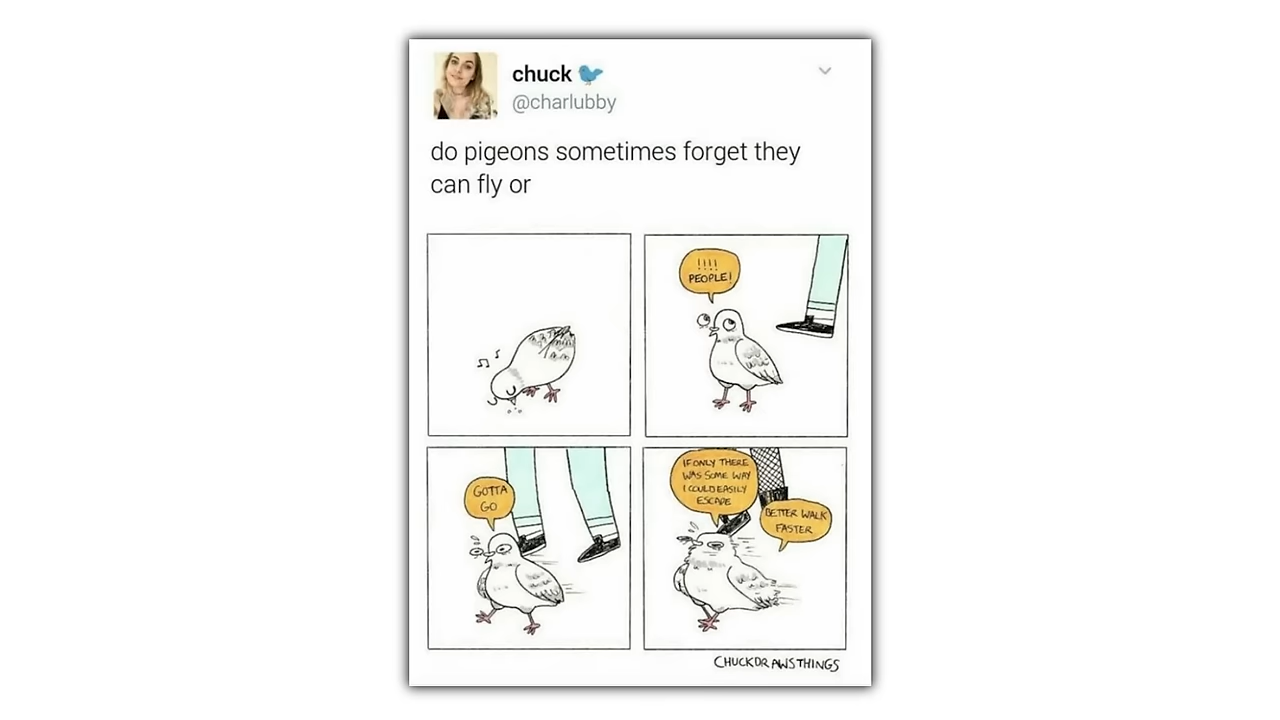 chuck
@charlubby
do pigeons sometimes forget they
can fly or
!!!!
PEOPLE!
GOTTA
GO
IF ONLY THERE
WAS SOME WAY
I COULD EASILY
ESCAPE
BETTER WALK
FASTER
CHUCKDRAWSTHINGS